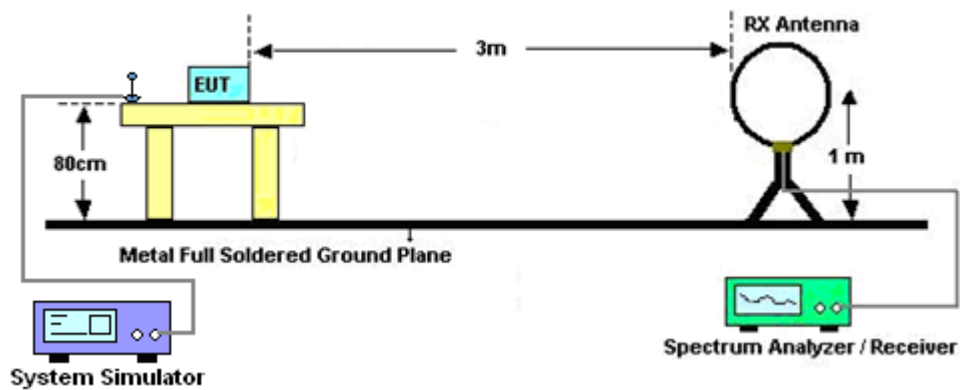 RX Antenna
3m
EUT
80cm
1 m
Metal Full Soldered Ground Plane
Spectrum Analyzer / Receiver
System Simulator